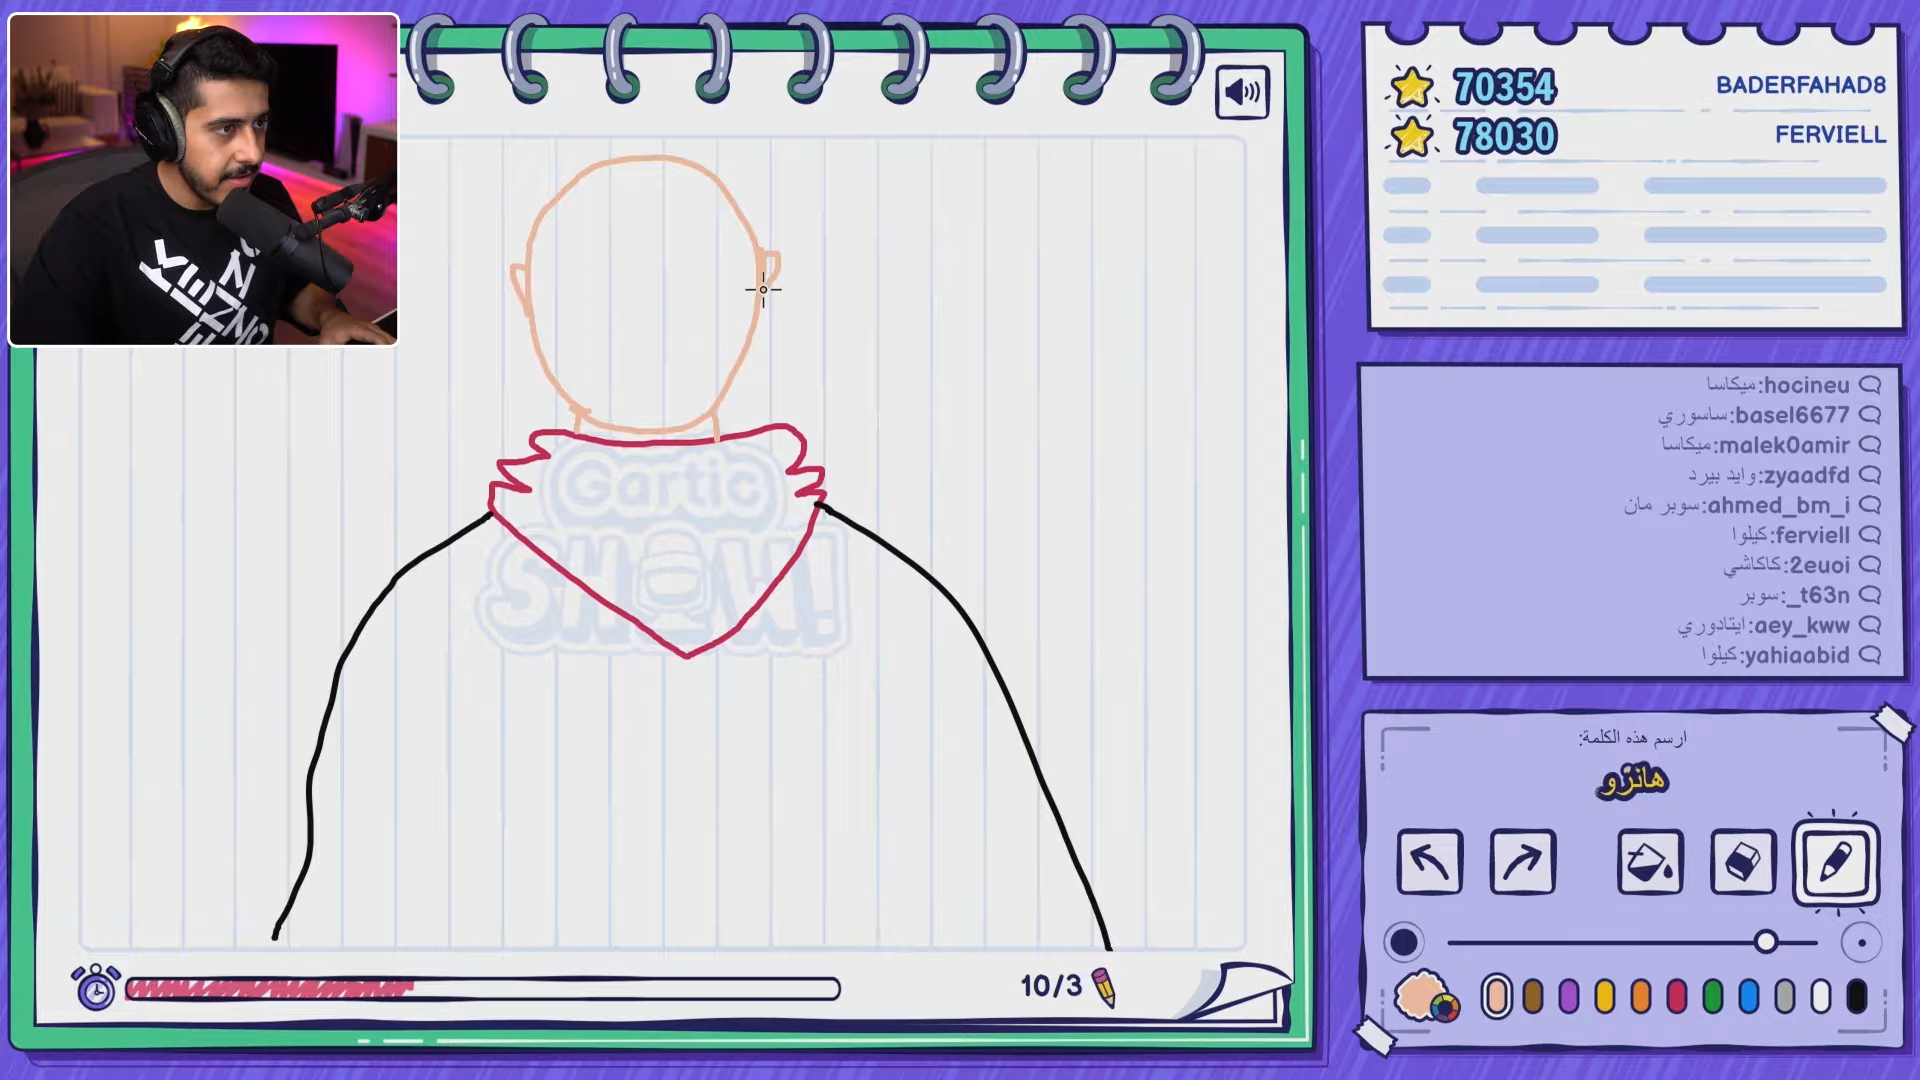 70354 BADERFAHAD8
78030 FERVIELL
Gartic
SHOW!
hocineu:ميكاسا
basel6677:ساسوري
malek0amir:ميكاسا
zyaadfd:وايد بيرد
ahmed_bm_i:سوبر مان
ferviell:كيلوا
2euoi:كاكاشي
_t63n:سوبر
aey_kww:ايتادوري
yahiaabid:كيلوا
ارسم هذه الكلمة:
هانزو
10/3